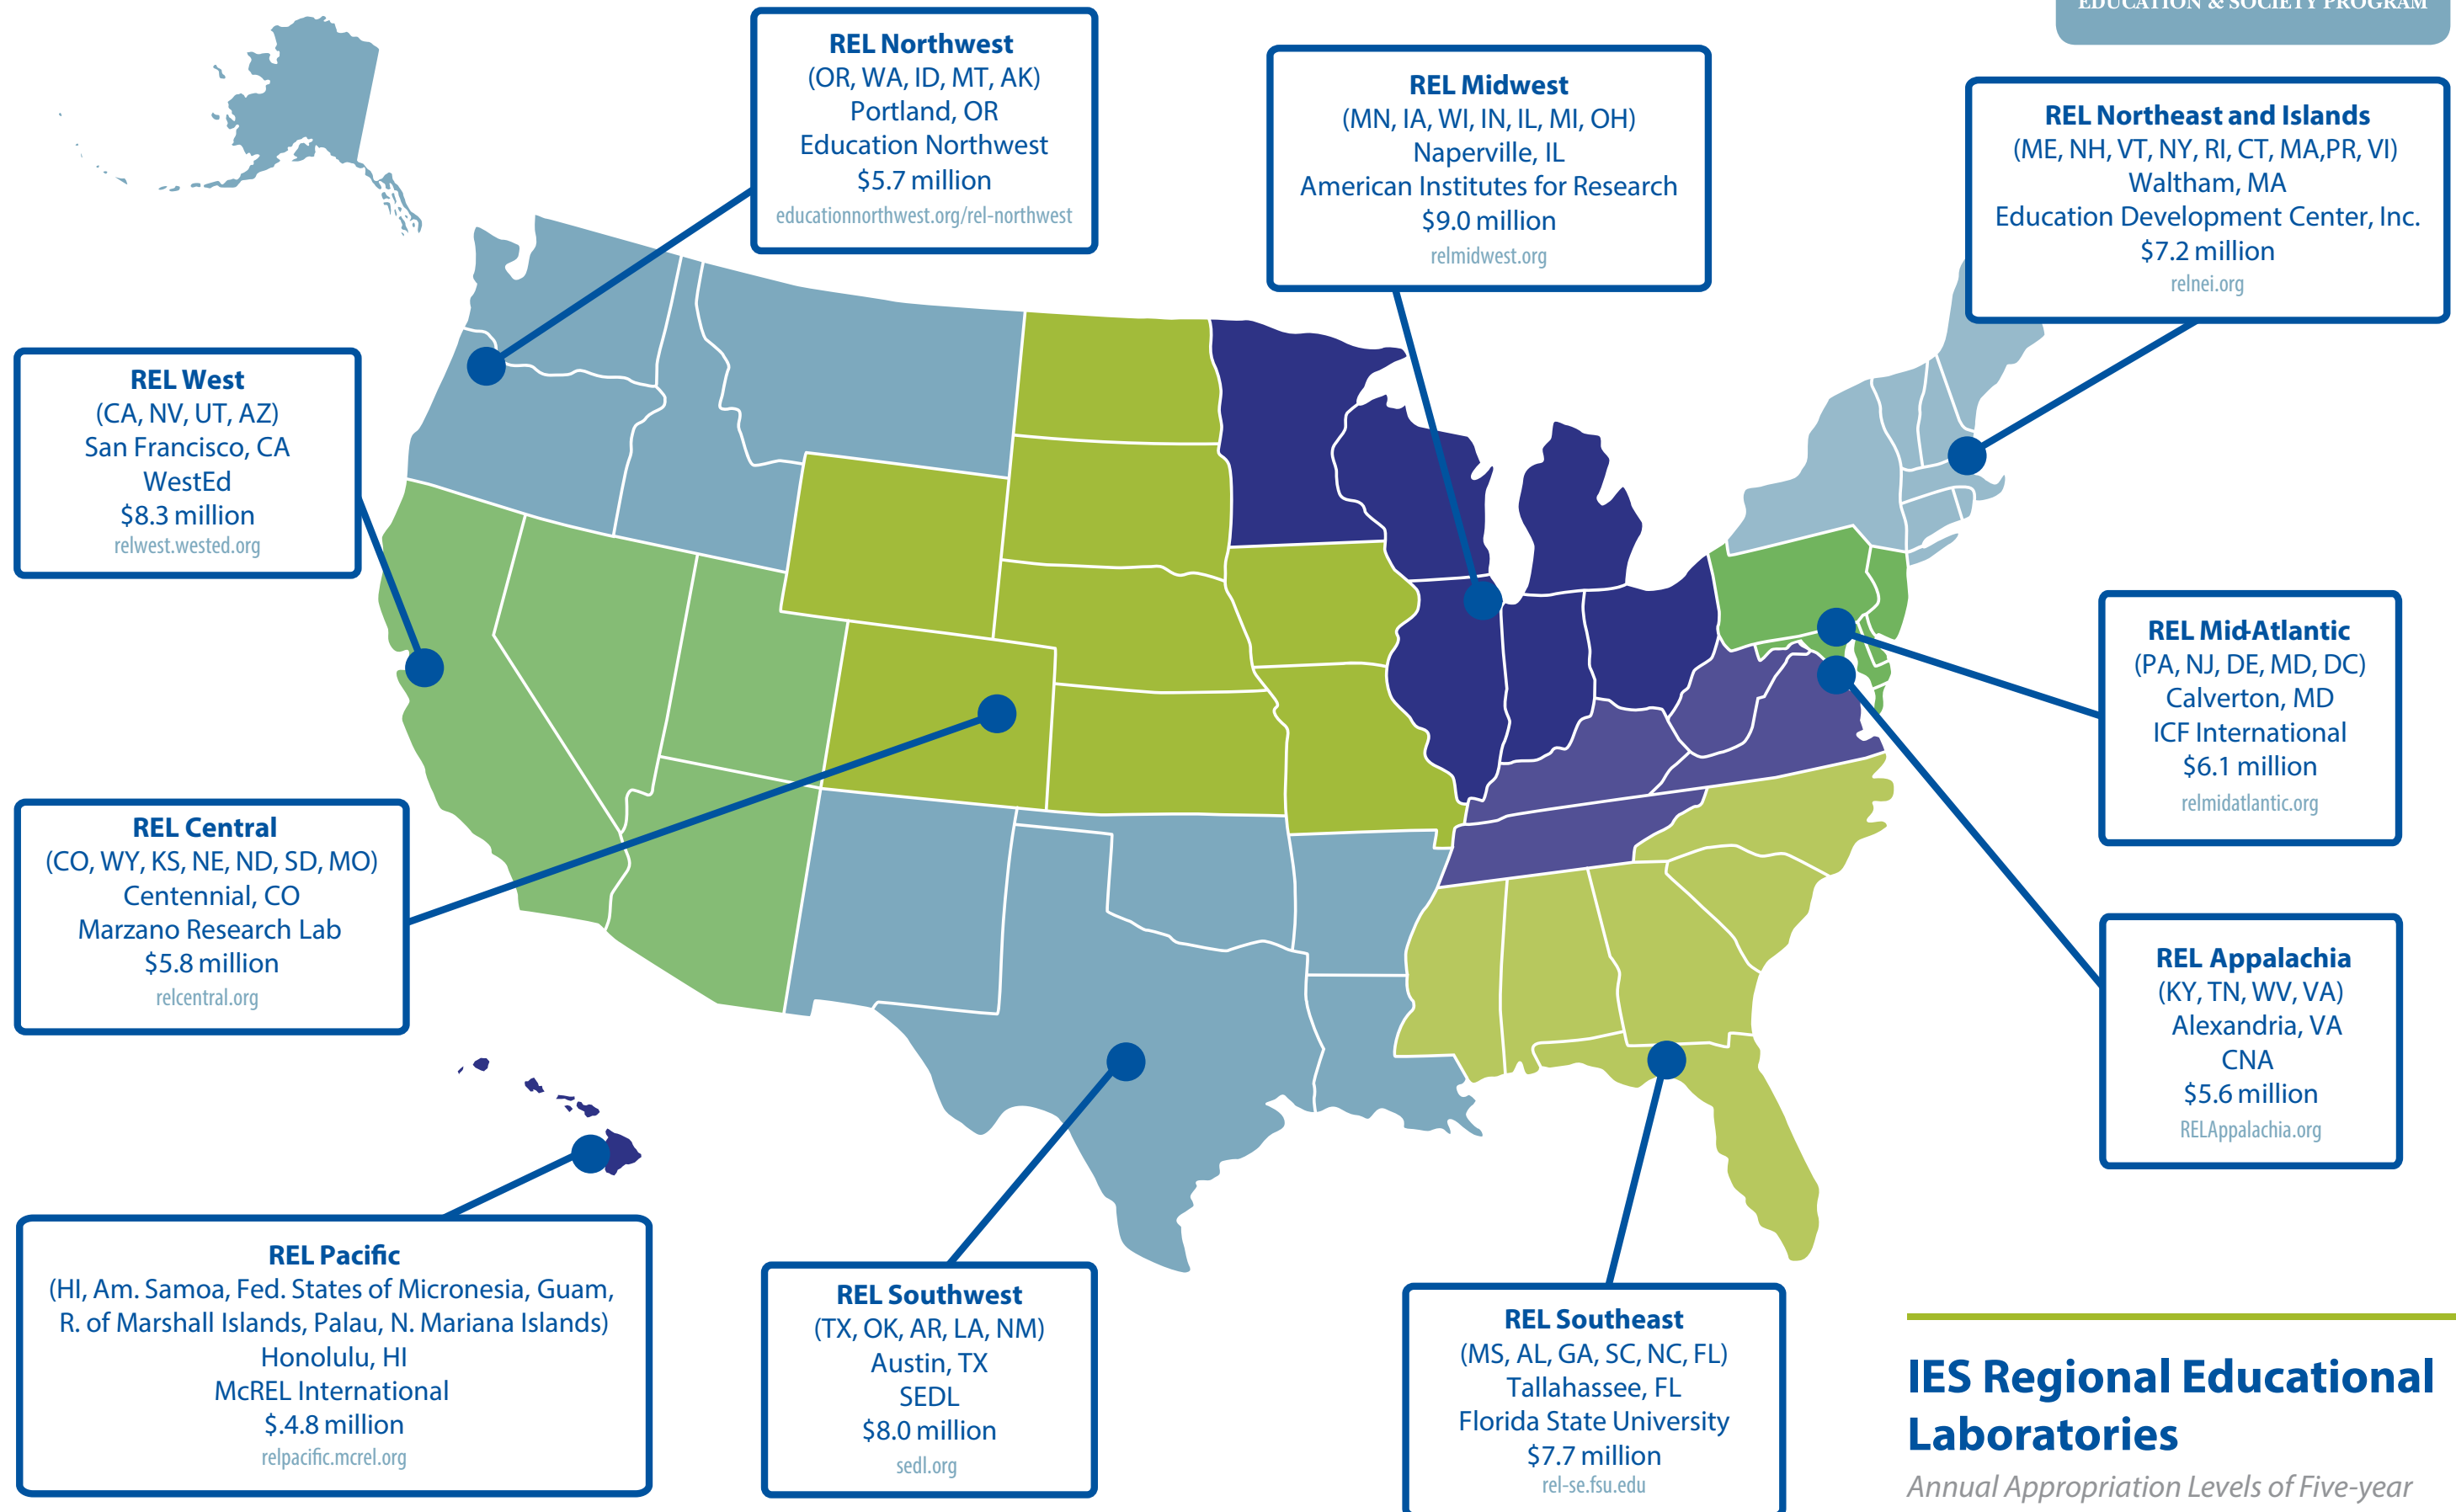 EDUCATION & SOCIETY PROGRAM
REL Northwest
(OR, WA, ID, MT, AK)
Portland, OR
Education Northwest
$5.7 million
educationnorthwest.org/rel-northwest
REL Midwest
(MN, IA, WI, IN, IL, MI, OH)
Naperville, IL
American Institutes for Research
$9.0 million
relmidwest.org
REL Northeast and Islands
(ME, NH, VT, NY, RI, CT, MA,PR, VI)
Waltham, MA
Education Development Center, Inc.
$7.2 million
relnei.org
REL West
(CA, NV, UT, AZ)
San Francisco, CA
WestEd
$8.3 million
relwest.wested.org
REL Mid-Atlantic
(PA, NJ, DE, MD, DC)
Calverton, MD
ICF International
$6.1 million
relmidatlantic.org
REL Central
(CO, WY, KS, NE, ND, SD, MO)
Centennial, CO
Marzano Research Lab
$5.8 million
relcentral.org
REL Appalachia
(KY, TN, WV, VA)
Alexandria, VA
CNA
$5.6 million
RELAppalachia.org
REL Pacific
(HI, Am. Samoa, Fed. States of Micronesia, Guam,
R. of Marshall Islands, Palau, N. Mariana Islands)
Honolulu, HI
McREL International
$.4.8 million
relpacific.mcrel.org
REL Southwest
(TX, OK, AR, LA, NM)
Austin, TX
SEDL
$8.0 million
sedl.org
REL Southeast
(MS, AL, GA, SC, NC, FL)
Tallahassee, FL
Florida State University
$7.7 million
rel-se.fsu.edu
IES Regional Educational
Laboratories
Annual Appropriation Levels of Five-year